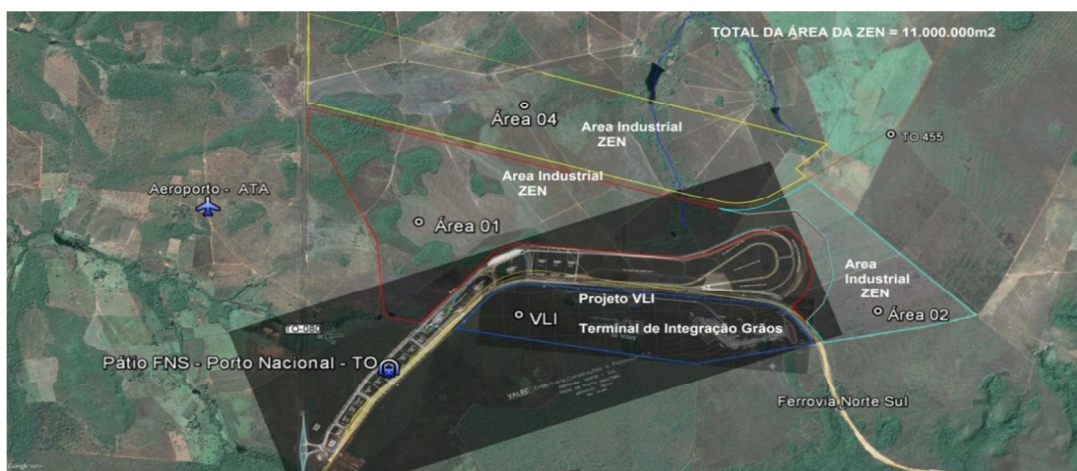 TOTAL DA ÁREA DA ZEN = 11.000.000m2
Área 04
Area Industrial
ZEN
TO 455
Area Industrial
ZEN
Aeroporto - ATA
Área 01
Area
Industrial
ZEN
Projeto VLI
VLI
Área 02
Terminal de Integração Grãos
TO-080
Pátio FNS - Porto Nacional - TO
Ferrovia Norte Sul